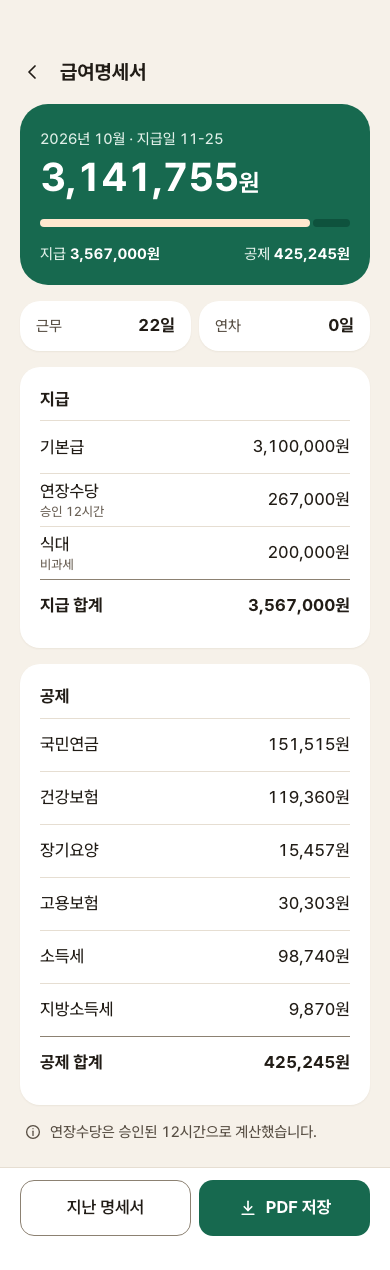 급여명세서
2026년 10월 · 지급일 11-25
3,141,755원
지급 3,567,000원 공제 425,245원
근무 22일 연차 0일
지급
기본급 3,100,000원
연장수당 267,000원
승인 12시간
식대 200,000원
비과세
지급 합계 3,567,000원
공제
국민연금 151,515원
건강보험 119,360원
장기요양 15,457원
고용보험 30,303원
소득세 98,740원
지방소득세 9,870원
공제 합계 425,245원
연장수당은 승인된 12시간으로 계산했습니다.
지난 명세서 PDF 저장